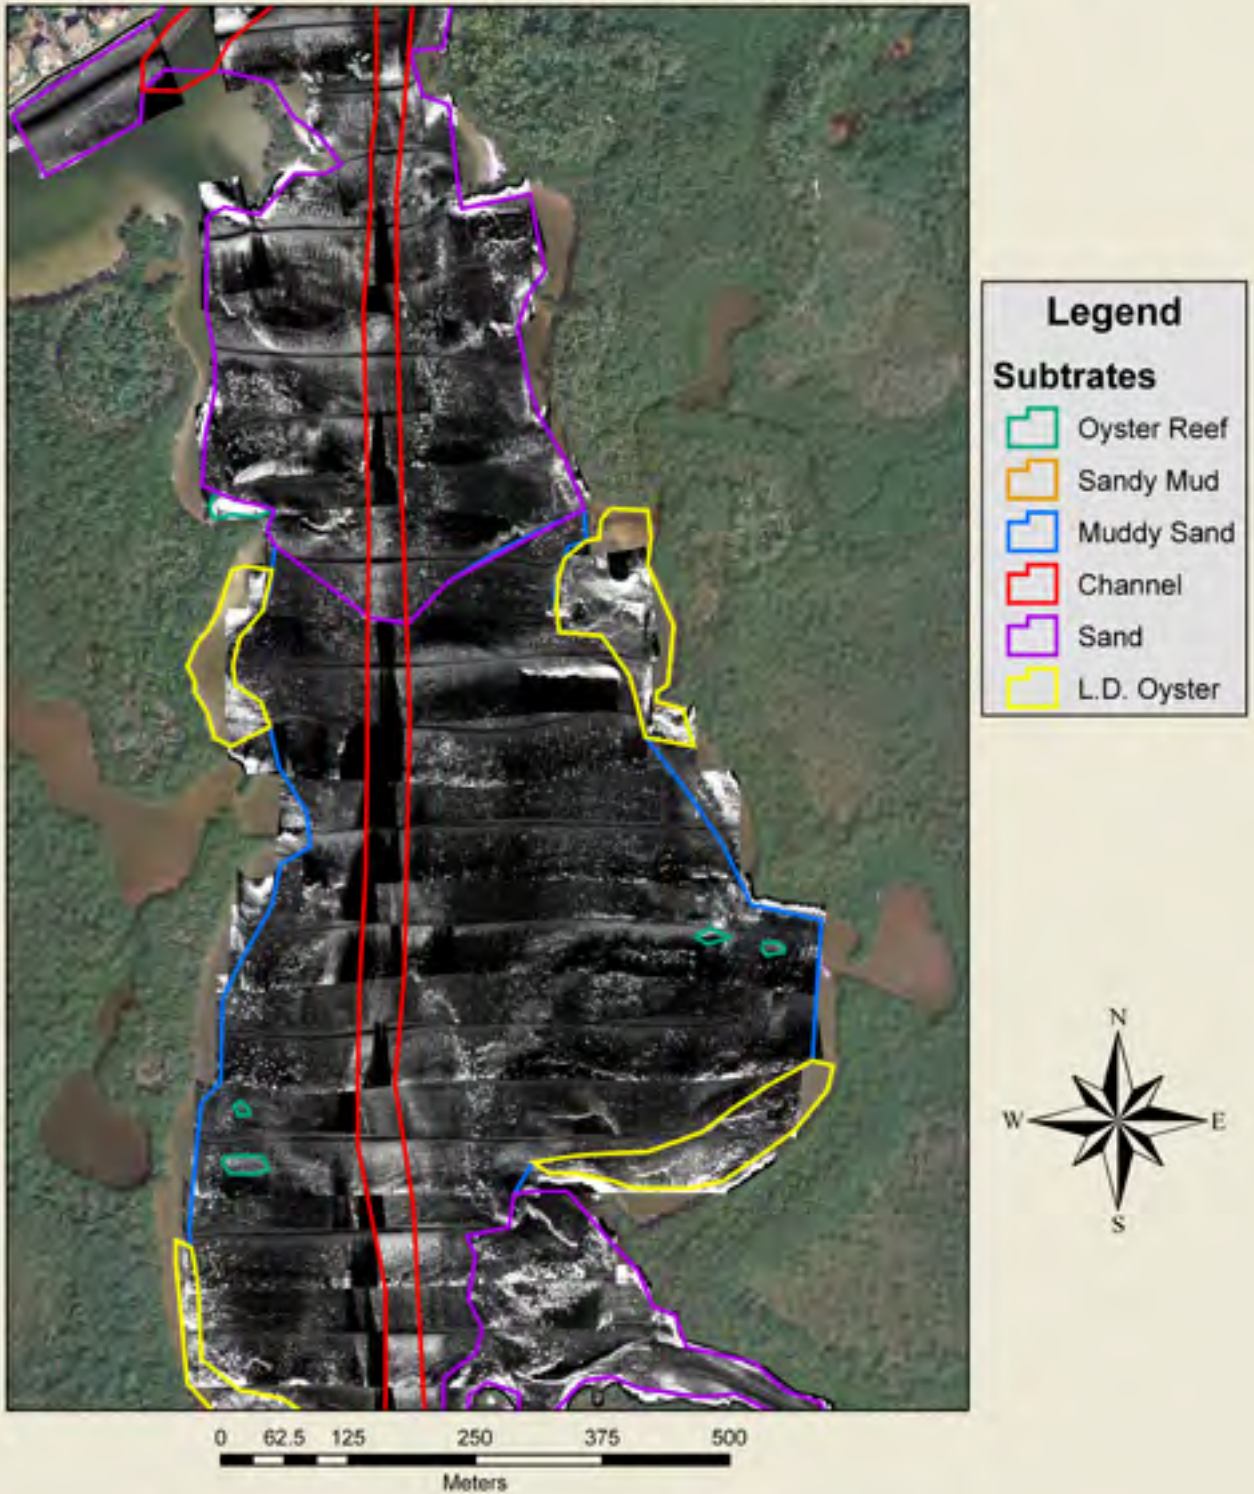 Legend
Subtrates
Oyster Reef
Sandy Mud
Muddy Sand
Channel
Sand
L.D. Oyster
N
W E
S
0 62.5 125 250 375 500
Meters